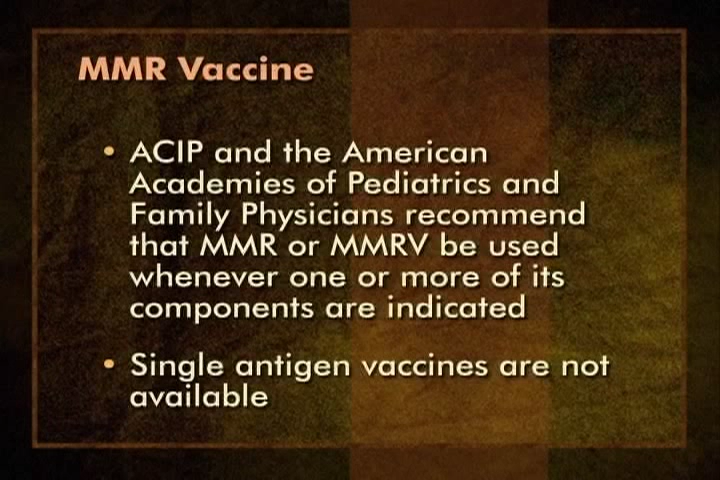 MMR Vaccine
• ACIP and the American
Academies of Pediatrics and
Family Physicians recommend
that MMR or MMRV be used
whenever one or more of its
components are indicated
• Single antigen vaccines are not
available